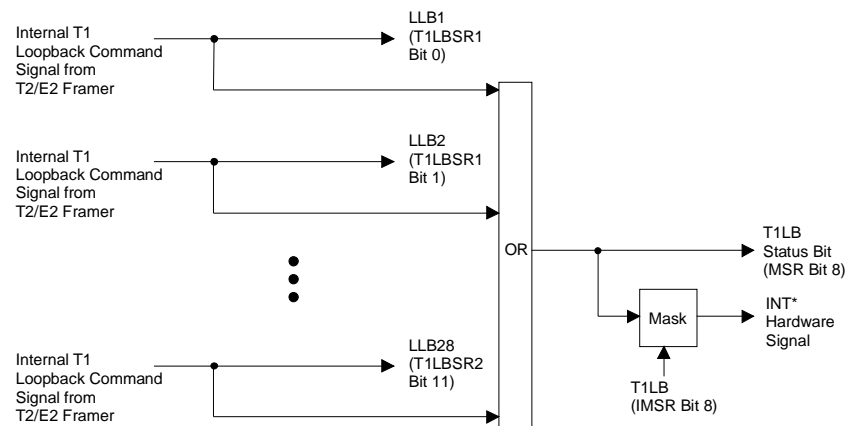 Internal T1
Loopback Command
Signal from
T2/E2 Framer
LLB1
(T1LBSR1
Bit 0)
Internal T1
Loopback Command
Signal from
T2/E2 Framer
LLB2
(T1LBSR1
Bit 1)
OR
T1LB
Status Bit
(MSR Bit 8)
Mask
INT*
Hardware
Signal
T1LB
(IMSR Bit 8)
Internal T1
Loopback Command
Signal from
T2/E2 Framer
LLB28
(T1LBSR2
Bit 11)